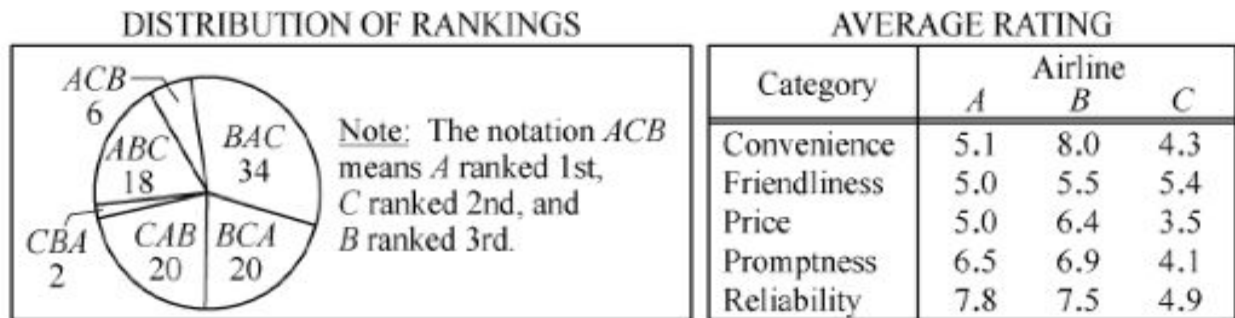 DISTRIBUTION OF RANKINGS
ACB
6
ABC
18
BAC
34
CBA
2
CAB
20
BCA
20
Note: The notation ACB
means A ranked 1st,
C ranked 2nd, and
B ranked 3rd.
AVERAGE RATING
Category Airline
A B C
Convenience 5.1 8.0 4.3
Friendliness 5.0 5.5 5.4
Price 5.0 6.4 3.5
Promptness 6.5 6.9 4.1
Reliability 7.8 7.5 4.9